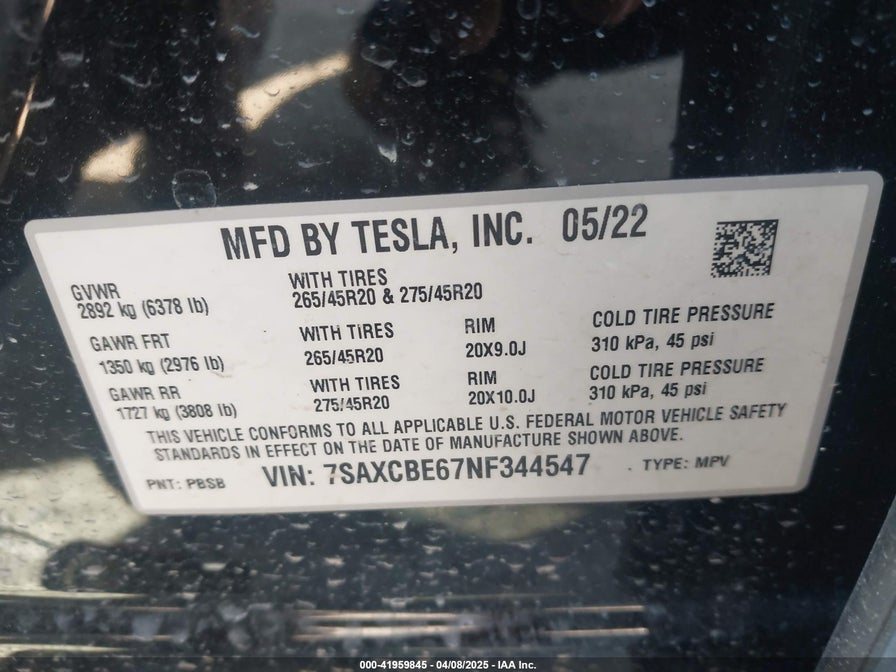 MFD BY TESLA, INC. 05/22
GVWR
2892 kg (6378 lb)
WITH TIRES
265/45R20 & 275/45R20
GAWR FRT
1350 kg (2976 lb)
WITH TIRES
265/45R20
RIM
20X9.0J
COLD TIRE PRESSURE
310 kPa, 45 psi
GAWR RR
1727 kg (3808 lb)
WITH TIRES
275/45R20
RIM
20X10.0J
COLD TIRE PRESSURE
310 kPa, 45 psi
THIS VEHICLE CONFORMS TO ALL APPLICABLE U.S. FEDERAL MOTOR VEHICLE SAFETY
STANDARDS IN EFFECT ON THE DATE OF MANUFACTURE SHOWN ABOVE.
PNT: PBSB VIN: 7SAXCBE67NF344547 TYPE: MPV
000-41959845 - 04/08/2025 - IAA Inc.